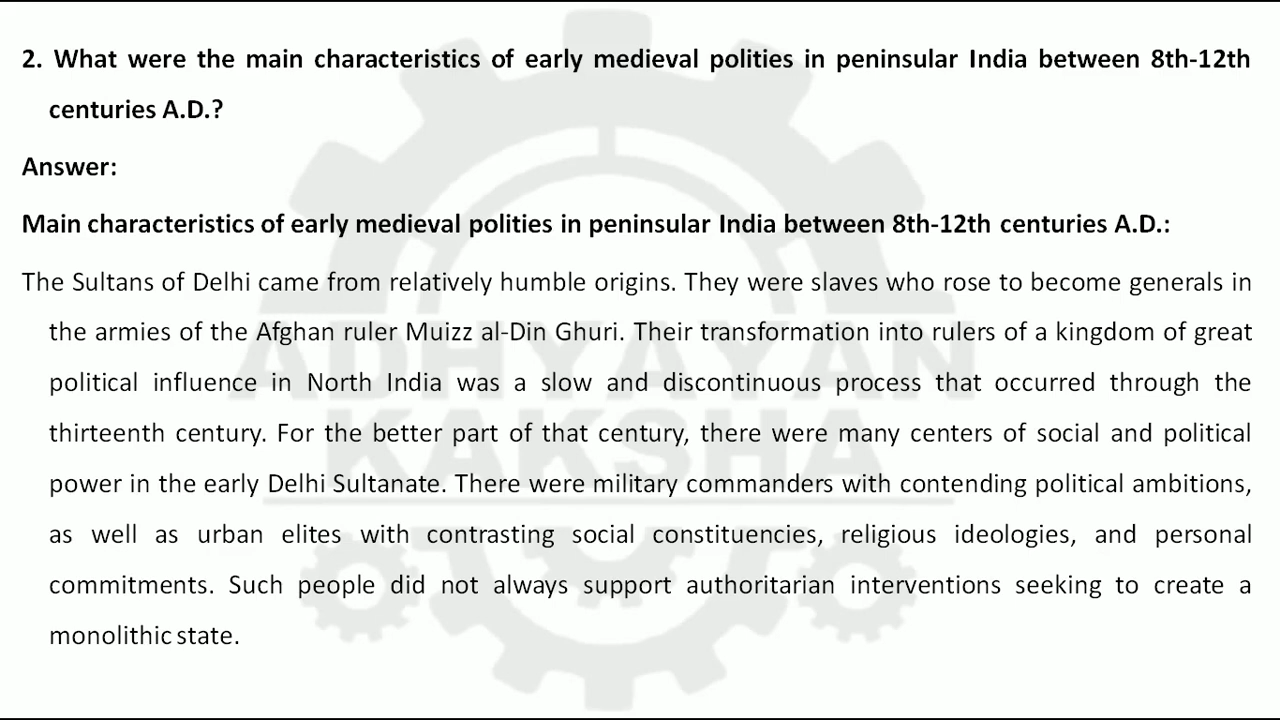 2. What were the main characteristics of early medieval polities in peninsular India between 8th-12th
centuries A.D.?
Answer:
Main characteristics of early medieval polities in peninsular India between 8th-12th centuries A.D.:
The Sultans of Delhi came from relatively humble origins. They were slaves who rose to become generals in
the armies of the Afghan ruler Muizz al-Din Ghuri. Their transformation into rulers of a kingdom of great
political influence in North India was a slow and discontinuous process that occurred through the
thirteenth century. For the better part of that century, there were many centers of social and political
power in the early Delhi Sultanate. There were military commanders with contending political ambitions,
as well as urban elites with contrasting social constituencies, religious ideologies, and personal
commitments. Such people did not always support authoritarian interventions seeking to create a
monolithic state.
ADHYAYAN
KAKSHA